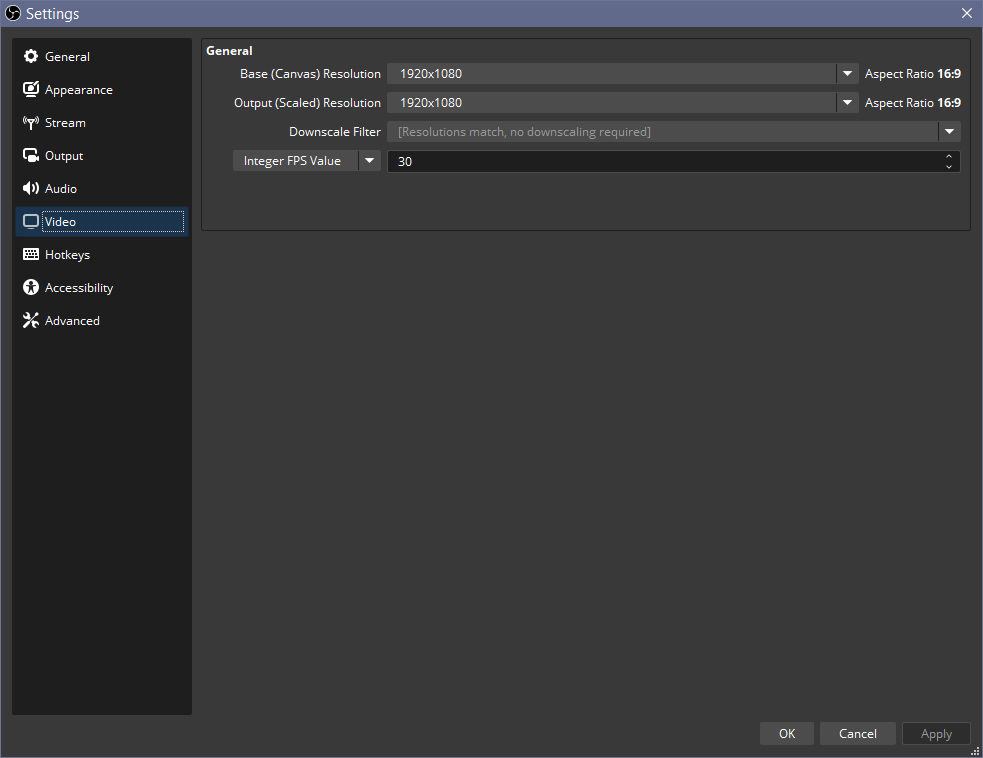 Settings
General
Appearance
Stream
Output
Audio
Video
Hotkeys
Accessibility
Advanced
General
Base (Canvas) Resolution 1920x1080 Aspect Ratio 16:9
Output (Scaled) Resolution 1920x1080 Aspect Ratio 16:9
Downscale Filter [Resolutions match, no downscaling required]
Integer FPS Value 30
OK Cancel Apply